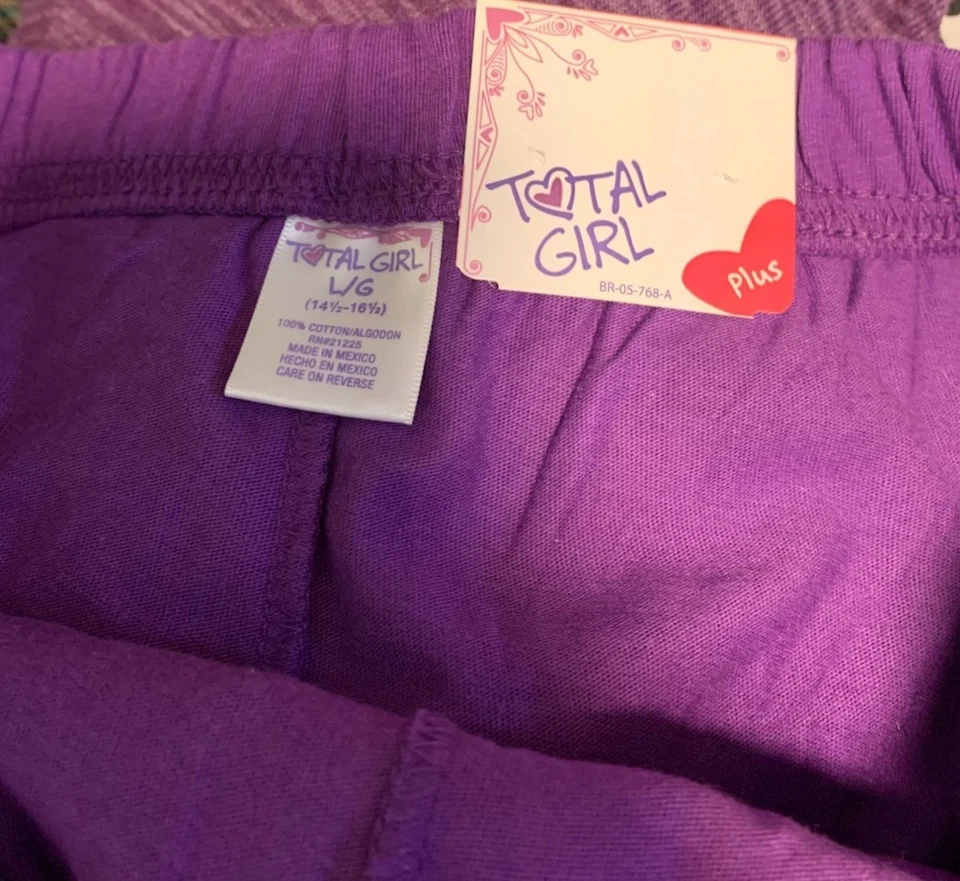 TOTAL
GIRL
BR-05-768-A
plus
TOTAL GIRL
L/G
(14½-16½)
100% COTTON/ALGODON
RN#21225
MADE IN MEXICO
HECHO EN MEXICO
CARE ON REVERSE